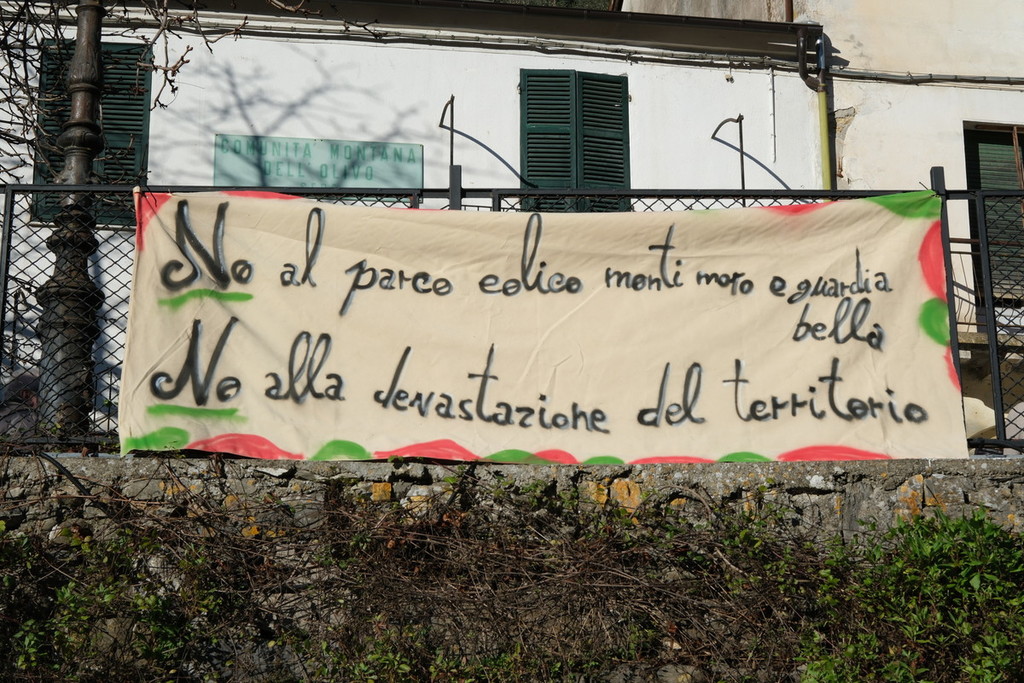 COMUNITA MONTANA
DELL'OLIVO
No al parco eolico monti moro e guardia
bella
No alla devastazione del territorio